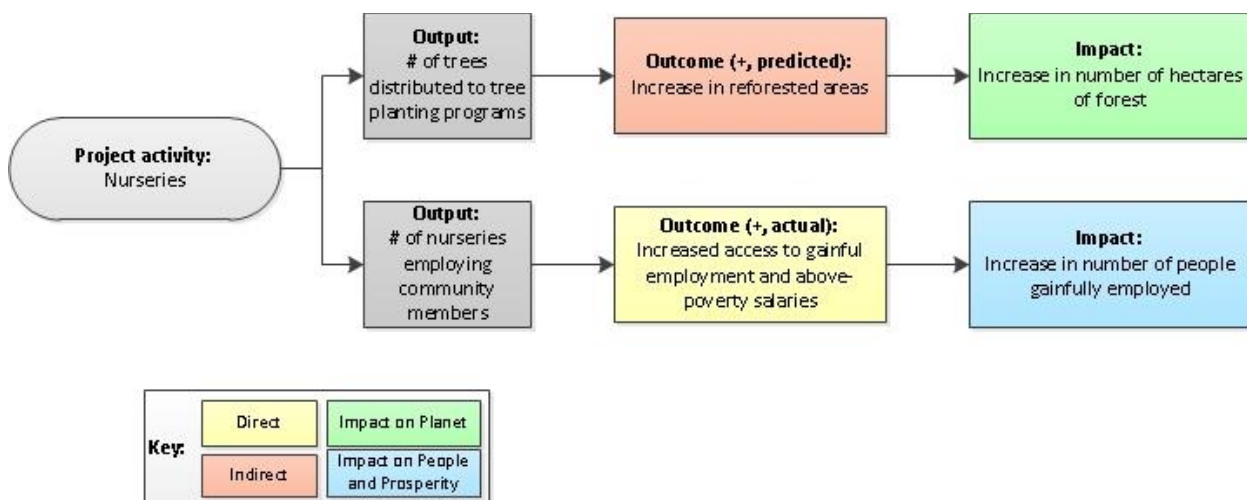 Project activity:
Nurseries
Output:
# of trees
distributed to tree
planting programs
Outcome (+, predicted):
Increase in reforested areas
Impact:
Increase in number of hectares
of forest
Output:
# of nurseries
employing
community
members
Outcome (+, actual):
Increased access to gainful
employment and above-
poverty salaries
Impact:
Increase in number of people
gainfully employed
Key:
Direct
Impact on Planet
Indirect
Impact on People
and Prosperity